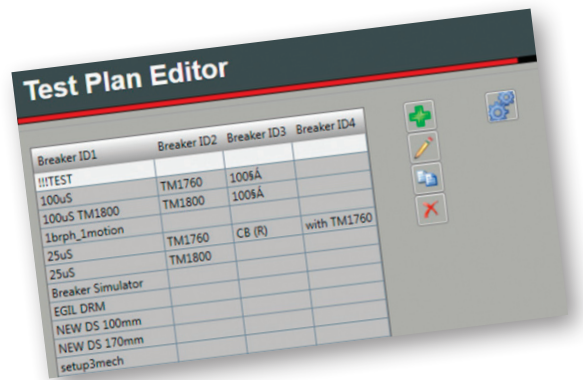 Test Plan Editor
Breaker ID1 Breaker ID2 Breaker ID3 Breaker ID4
!!!TEST
100uS TM1760 100§Á
100uS TM1800 TM1800 100§Á
1brph_1motion
25uS TM1760 CB (R) with TM1760
25uS TM1800
Breaker Simulator
EGIL DRM
NEW DS 100mm
NEW DS 170mm
setup3mech